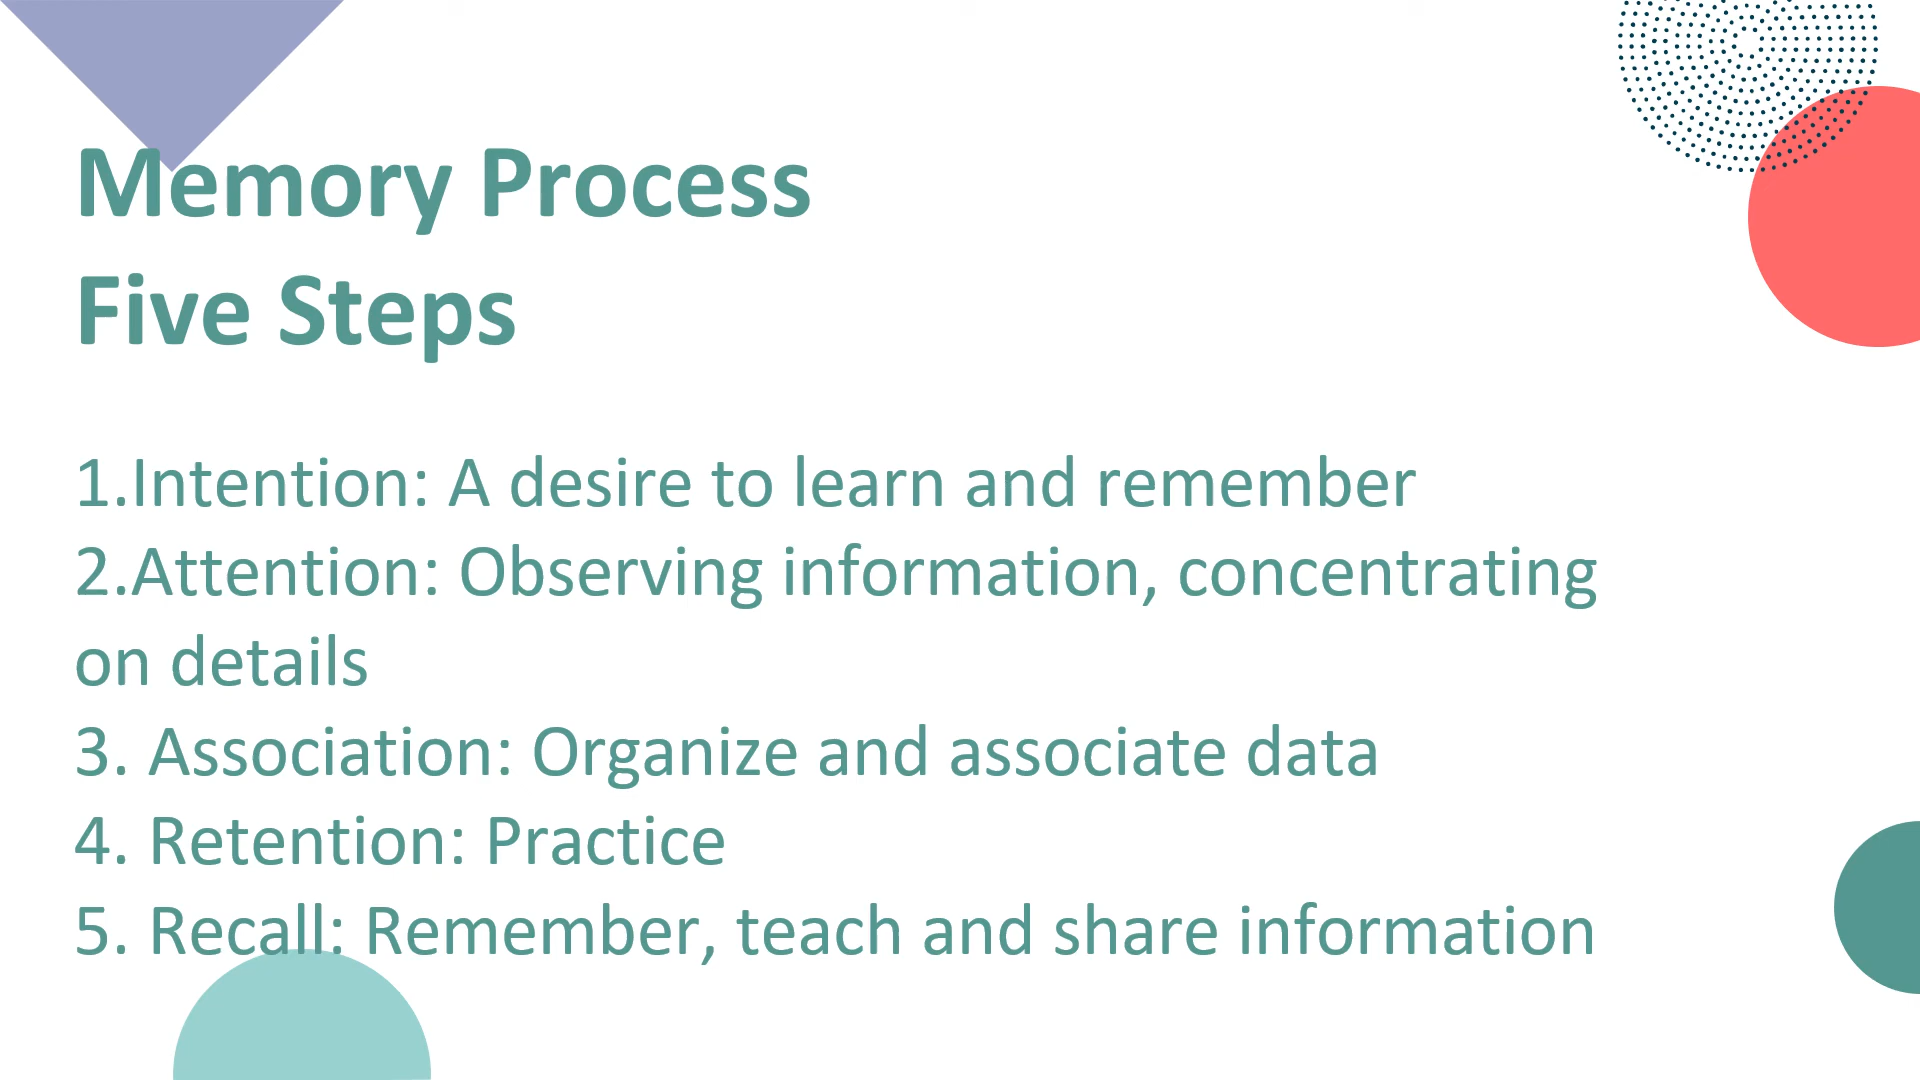 Memory Process
Five Steps
1.Intention: A desire to learn and remember
2.Attention: Observing information, concentrating
on details
3. Association: Organize and associate data
4. Retention: Practice
5. Recall: Remember, teach and share information